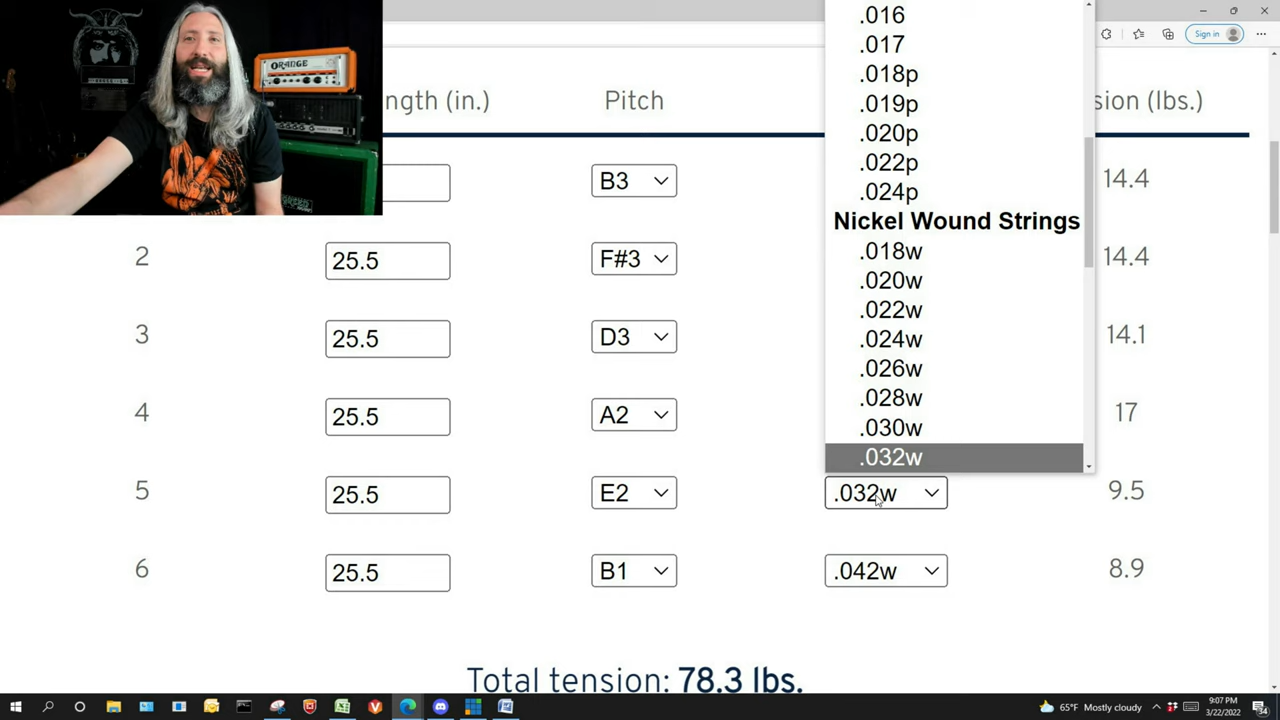 .016
Sign in
.017
.018p
ngth (in.)
Pitch
.019p
sion (lbs.)
ORANGE
.020p
.022p
B3
14.4
.024p
Nickel Wound Strings
2
25.5
F#3
.018w
14.4
.020w
.022w
3
25.5
D3
.024w
14.1
.026w
.028w
4
25.5
A2
17
.030w
.032w
5
25.5
E2
.032w
9.5
6
25.5
B1
.042w
8.9
Total tension: 78.3 lbs.
65°F Mostly cloudy
9:07 PM
3/22/2022
34